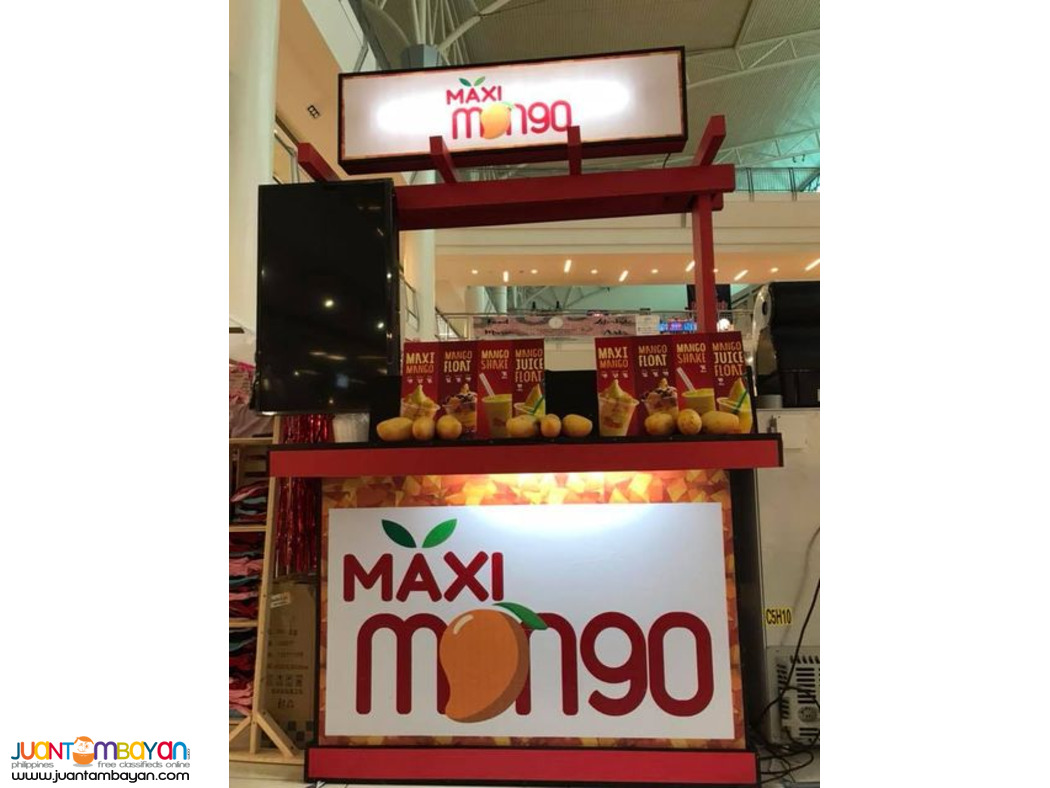 MAXI
mango
MAXI MANGO
MANGO FLOAT
MANGO SHAKE
MANGO JUICE FLOAT
MAXI MANGO
MANGO FLOAT
MANGO SHAKE
MANGO JUICE FLOAT
MAXI
mango
C5H10
JUANTAMBAYAN
philippines free classifieds online
www.juantambayan.com